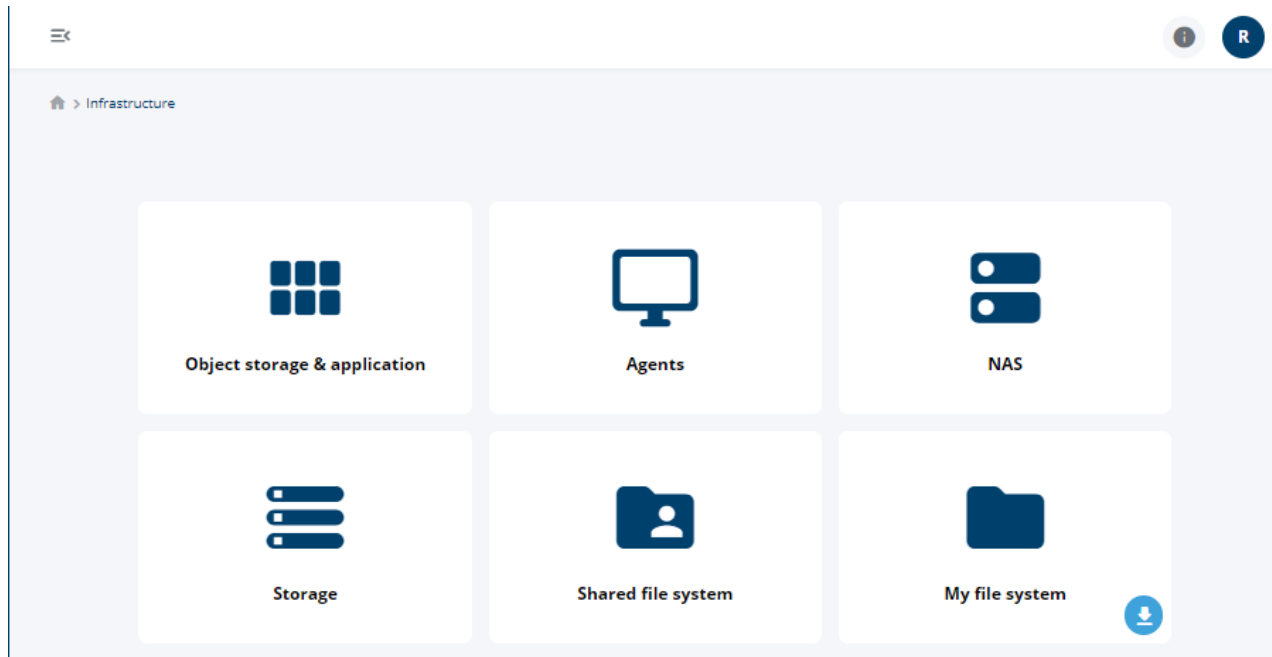 R
> Infrastructure
Object storage & application
Agents
NAS
Storage
Shared file system
My file system